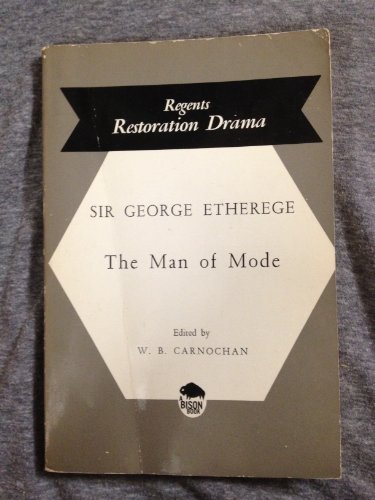 Regents
Restoration Drama
SIR GEORGE ETHEREGE
The Man of Mode
Edited by
W. B. CARNOCHAN
A
BISON
BOOK